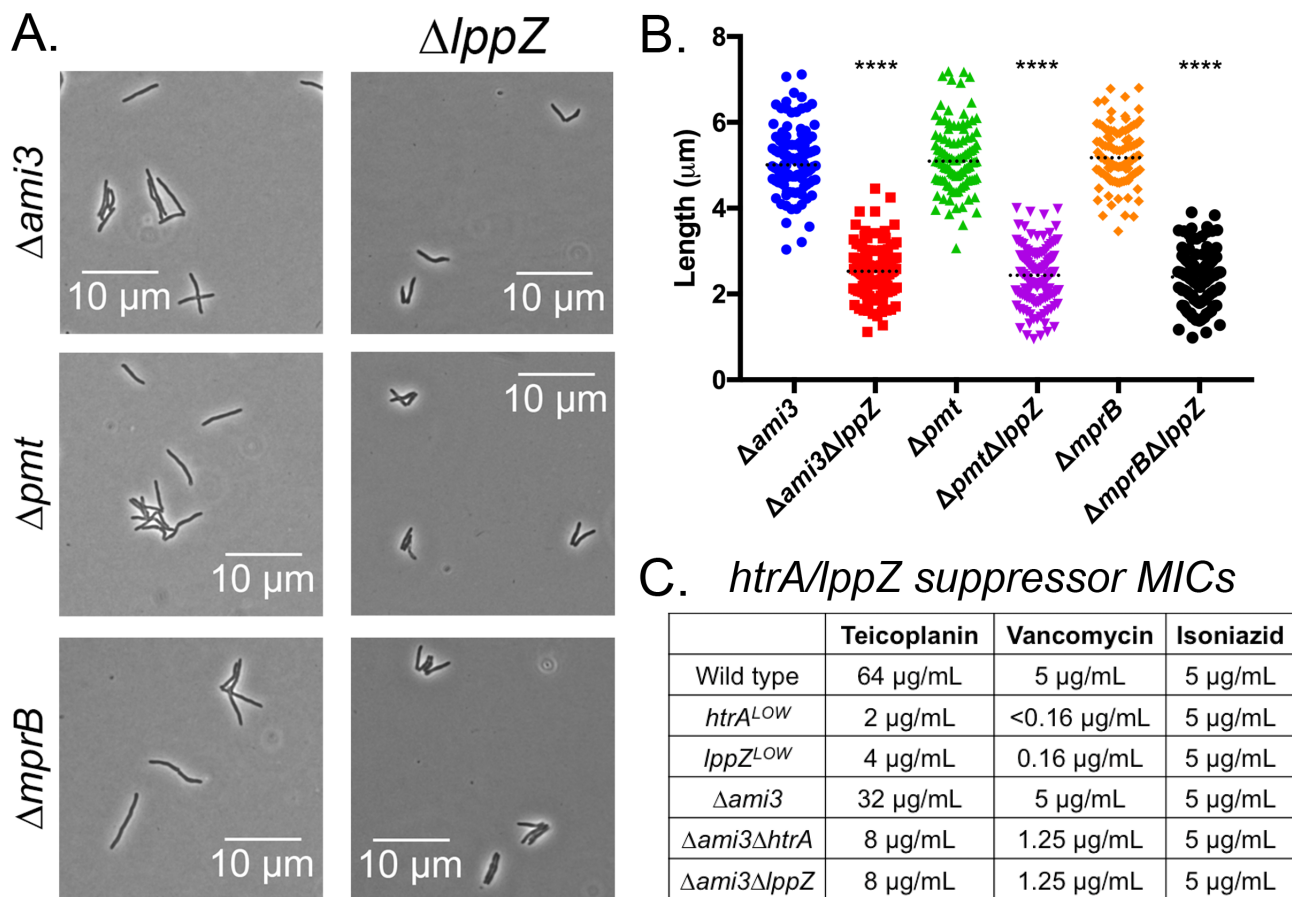 A.
ΔlppZ
Δami3
10 µm
10 µm
Δpmt
10 µm
10 µm
ΔmprB
10 µm
10 µm
B.
Length (µm)
8
6
4
2
0
**** **** ****
Δami3
Δami3ΔlppZ
Δpmt
ΔpmtΔlppZ
ΔmprB
ΔmprBΔlppZ
C. htrA/lppZ suppressor MICs
Teicoplanin Vancomycin Isoniazid
Wild type 64 µg/mL 5 µg/mL 5 µg/mL
htrA^LOW 2 µg/mL <0.16 µg/mL 5 µg/mL
lppZ^LOW 4 µg/mL 0.16 µg/mL 5 µg/mL
Δami3 32 µg/mL 5 µg/mL 5 µg/mL
Δami3ΔhtrA 8 µg/mL 1.25 µg/mL 5 µg/mL
Δami3ΔlppZ 8 µg/mL 1.25 µg/mL 5 µg/mL